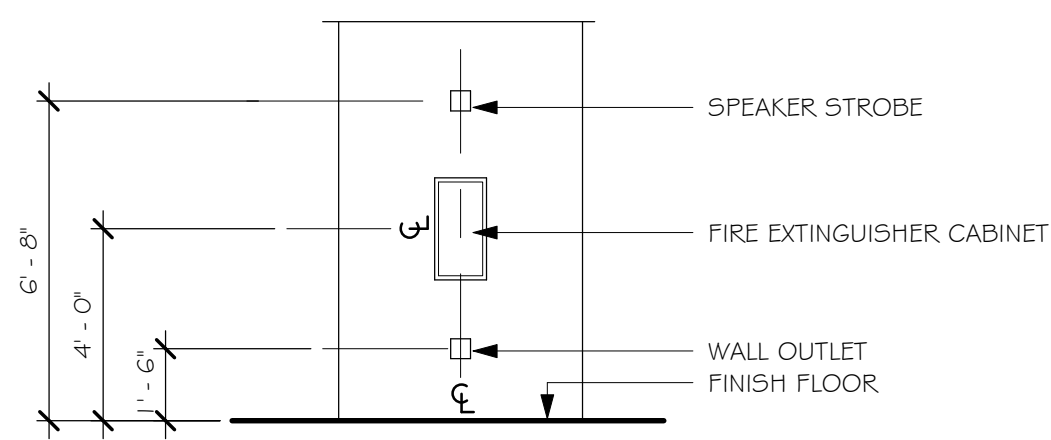 SPEAKER STROBE
℄
FIRE EXTINGUISHER CABINET
6' - 8"
4' - 0"
1' - 6"
WALL OUTLET
FINISH FLOOR
℄